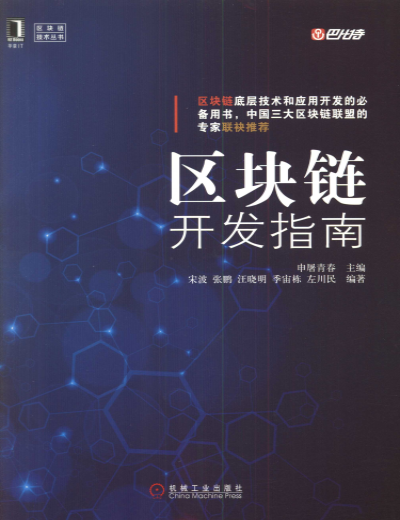 华章IT
区块链
技术丛书
巴比特
区块链底层技术和应用开发的必
备用书，中国三大区块链联盟的
专家联袂推荐
区块链
开发指南
申屠青春 主编
宋波 张鹏 汪晓明 季宙栋 左川民 编著
机械工业出版社
China Machine Press